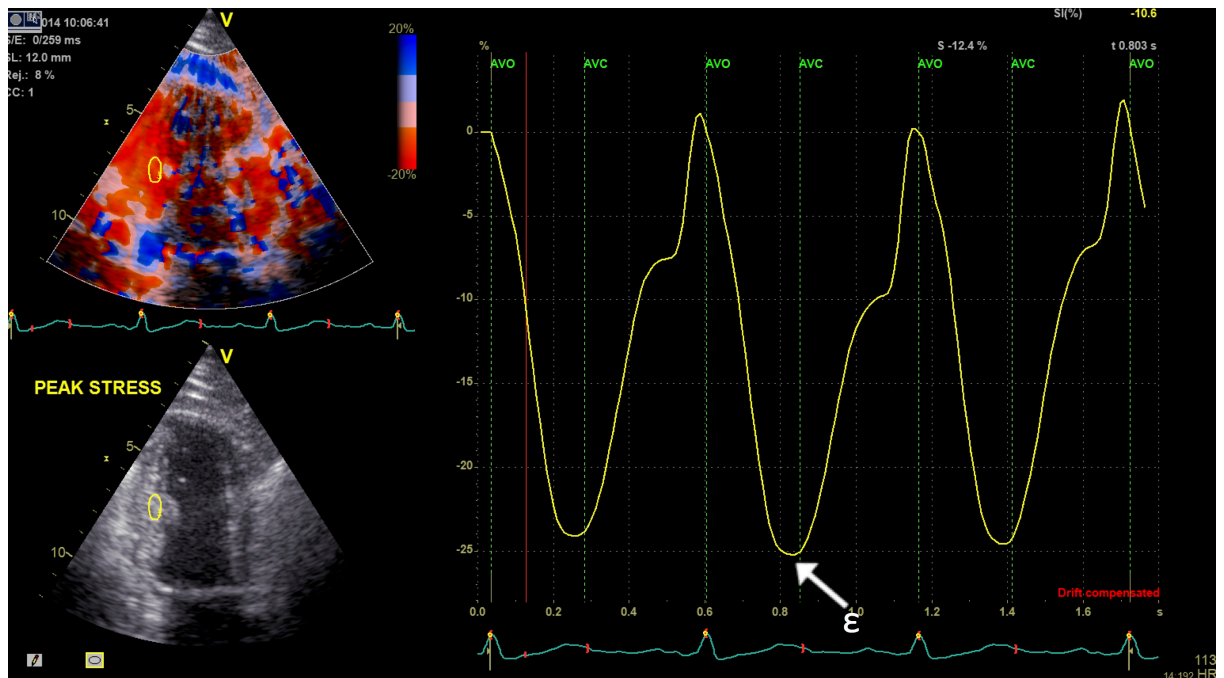 014 10:06:41
S/E: 0/259 ms
SL: 12.0 mm
Rej.: 8 %
CC: 1
V
20%
-20%
5
10
PEAK STRESS
V
5
10
SI(%) -10.6
S -12.4 % t 0.803 s
%
AVO AVC AVO AVC AVO AVC AVO
0
-5
-10
-15
-20
-25
Drift compensated
0.0 0.2 0.4 0.6 0.8 1.0 1.2 1.4 1.6 s
ε
113
HR